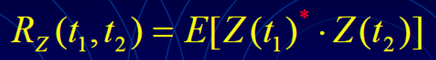 R_Z(t_1,t_2) = E[Z(t_1)^* · Z(t_2)]